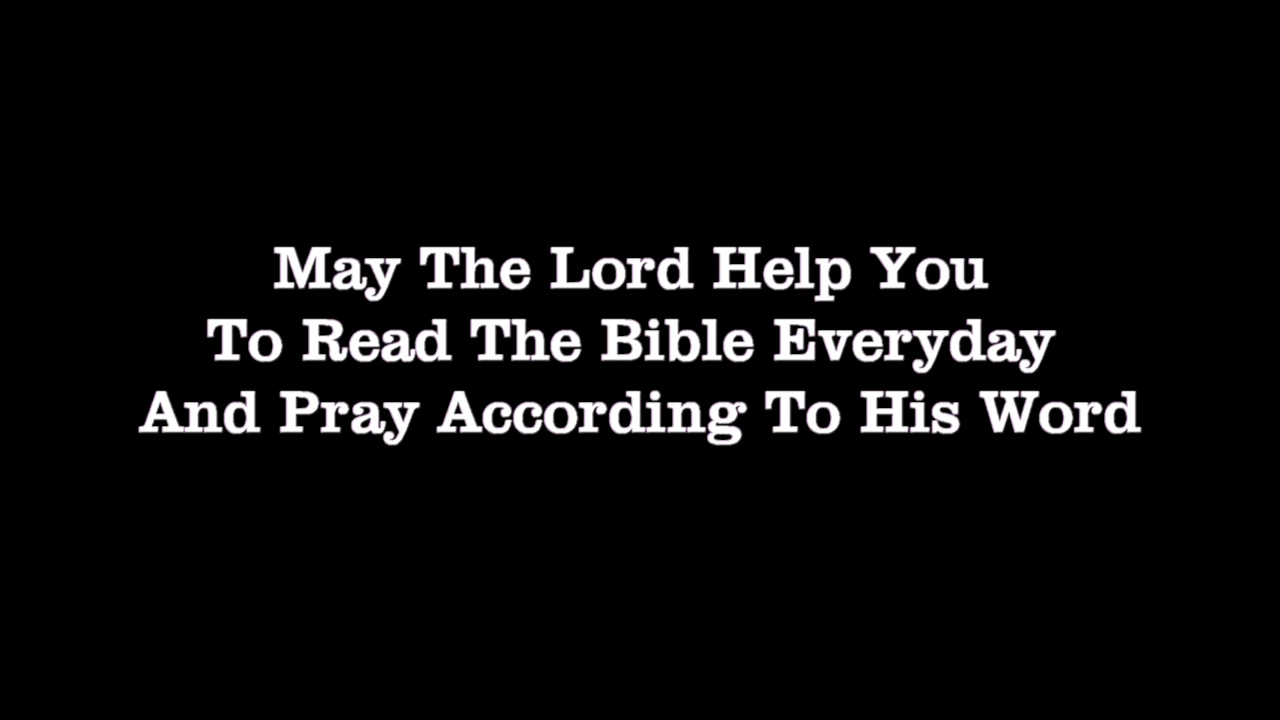 May The Lord Help You
To Read The Bible Everyday
And Pray According To His Word